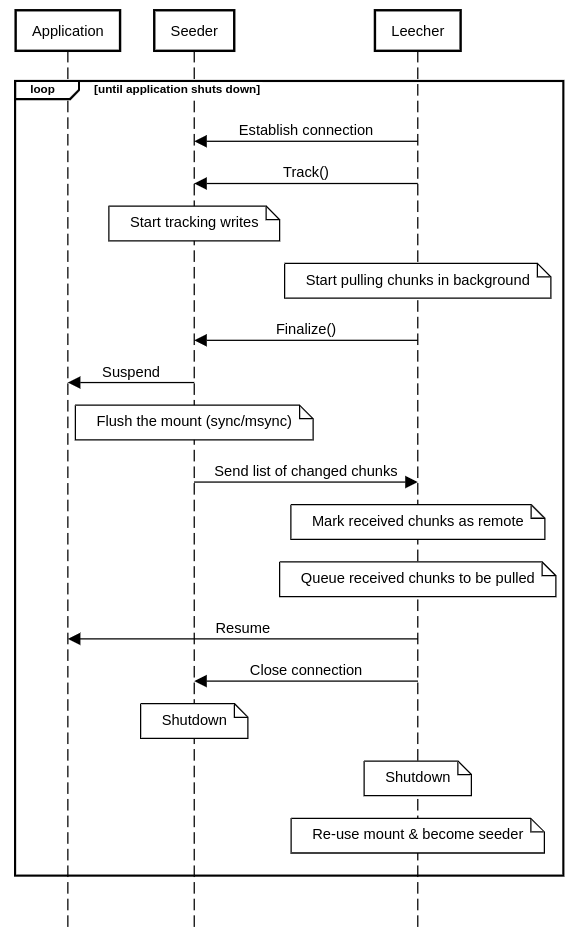 Application
Seeder
Leecher
loop
[until application shuts down]
Establish connection
Track()
Start tracking writes
Start pulling chunks in background
Finalize()
Suspend
Flush the mount (sync/msync)
Send list of changed chunks
Mark received chunks as remote
Queue received chunks to be pulled
Resume
Close connection
Shutdown
Shutdown
Re-use mount & become seeder